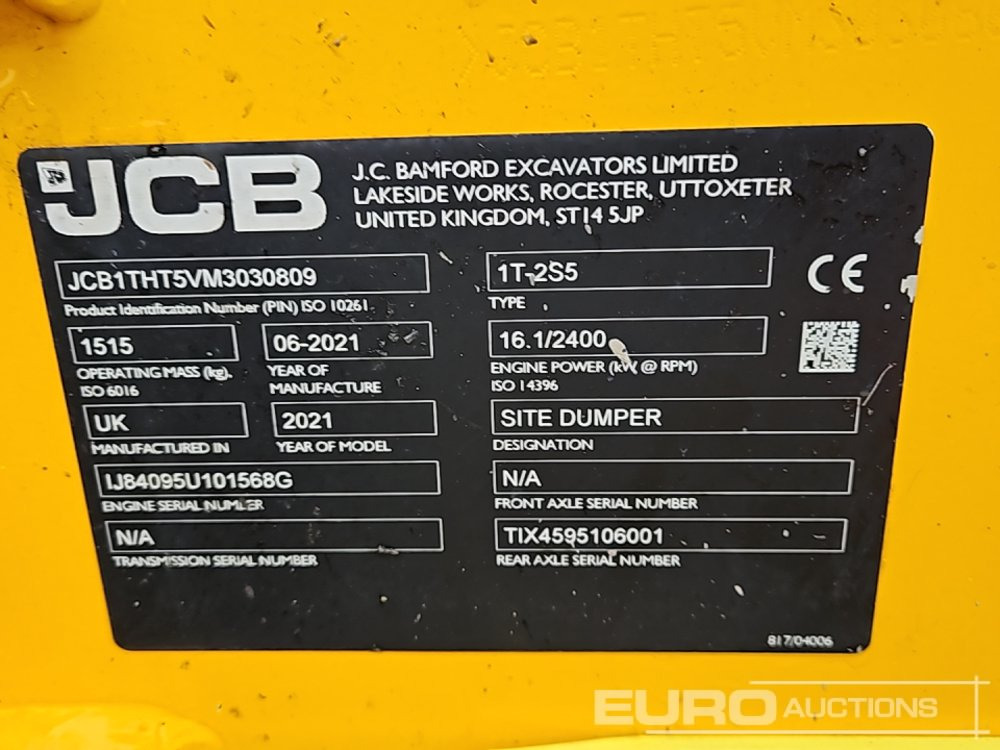 JCB
J.C. BAMFORD EXCAVATORS LIMITED
LAKESIDE WORKS, ROCESTER, UTTOXETER
UNITED KINGDOM, ST14 5JP
JCB1THT5VM3030809
Product Identification Number (PIN) ISO 10261
1T-2S5
TYPE
CE
1515
OPERATING MASS (kg),
ISO 6016
06-2021
YEAR OF
MANUFACTURE
16.1/2400
ENGINE POWER (kW @ RPM)
ISO 14396
UK
MANUFACTURED IN
2021
YEAR OF MODEL
SITE DUMPER
DESIGNATION
IJ84095U101568G
ENGINE SERIAL NUMBER
N/A
FRONT AXLE SERIAL NUMBER
N/A
TRANSMISSION SERIAL NUMBER
TIX4595106001
REAR AXLE SERIAL NUMBER
817/04006
EURO AUCTIONS